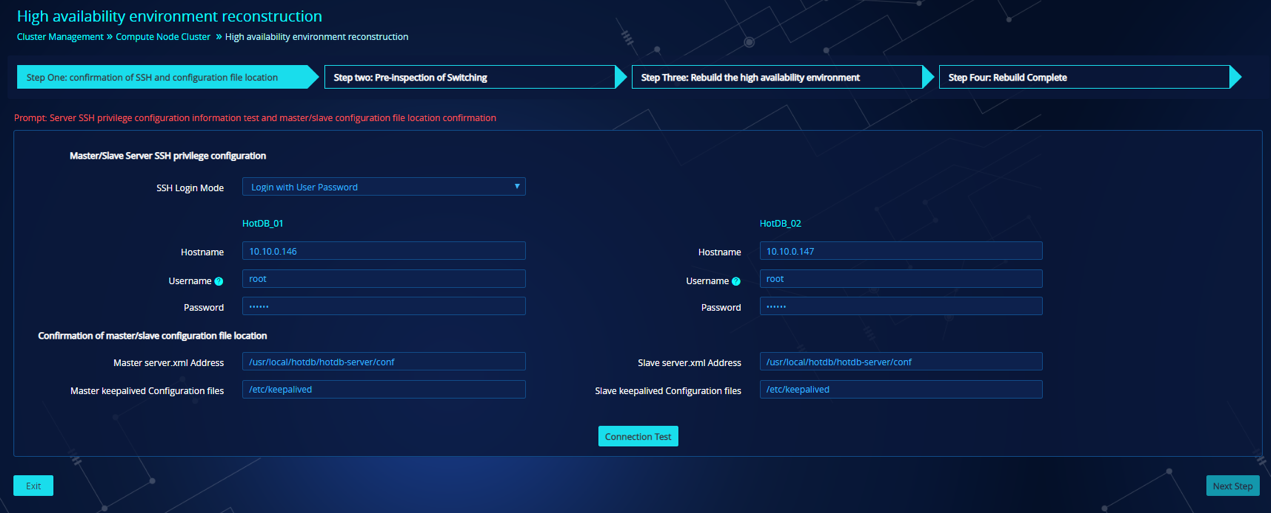 High availability environment reconstruction
Cluster Management » Compute Node Cluster » High availability environment reconstruction
Step One: confirmation of SSH and configuration file location
Step two: Pre-Inspection of Switching
Step Three: Rebuild the high availability environment
Step Four: Rebuild Complete
Prompt: Server SSH privilege configuration information test and master/slave configuration file location confirmation
Master/Slave Server SSH privilege configuration
SSH Login Mode Login with User Password
HotDB_01 HotDB_02
Hostname 10.10.0.146 Hostname 10.10.0.147
Username ? root Username ? root
Password •••••• Password ••••••
Confirmation of master/slave configuration file location
Master server.xml Address /usr/local/hotdb/hotdb-server/conf Slave server.xml Address /usr/local/hotdb/hotdb-server/conf
Master keepalived Configuration files /etc/keepalived Slave keepalived Configuration files /etc/keepalived
Connection Test
Exit Next Step